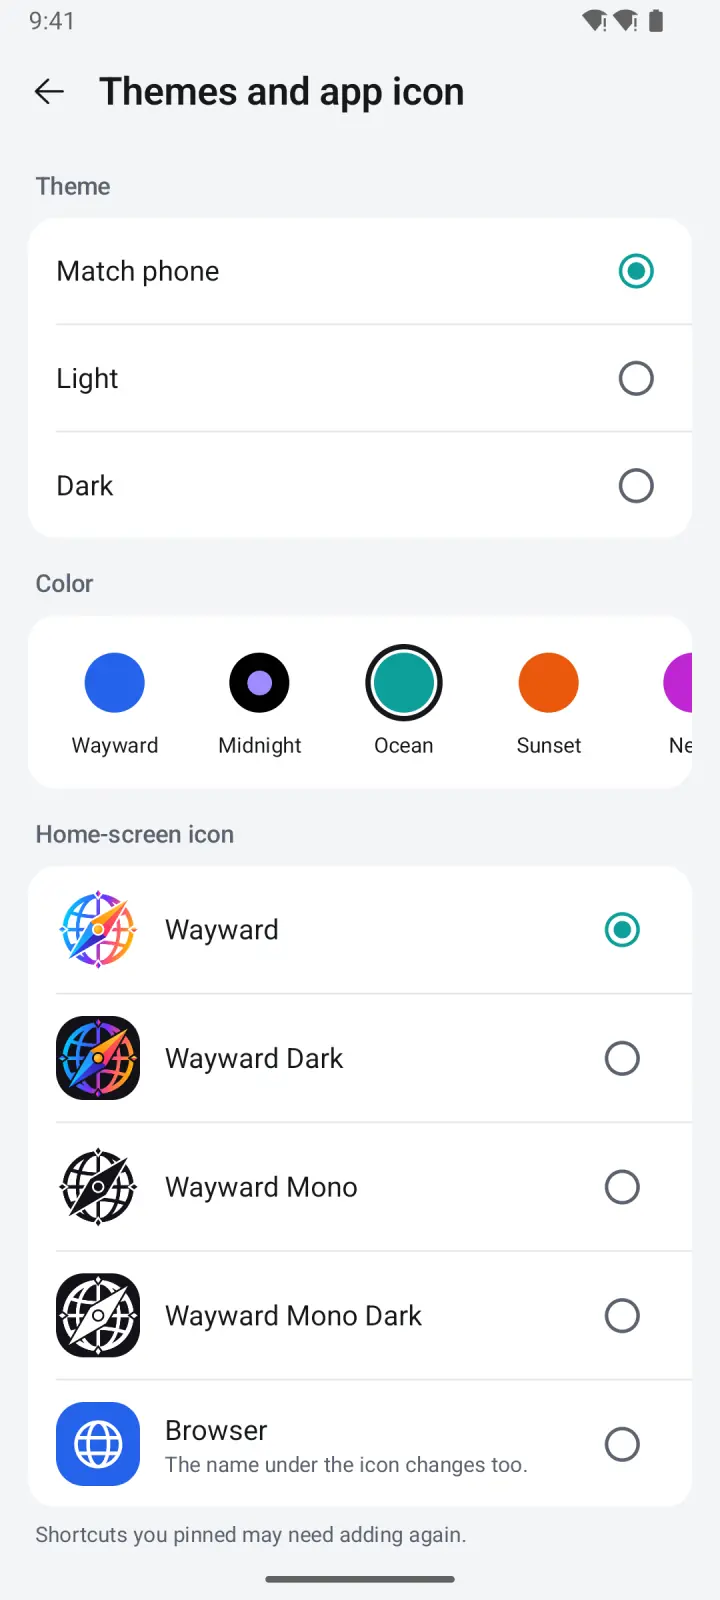 9:41
Themes and app icon
Theme
Match phone
Light
Dark
Color
Wayward
Midnight
Ocean
Sunset
Ne
Home-screen icon
Wayward
Wayward Dark
Wayward Mono
Wayward Mono Dark
Browser
The name under the icon changes too.
Shortcuts you pinned may need adding again.